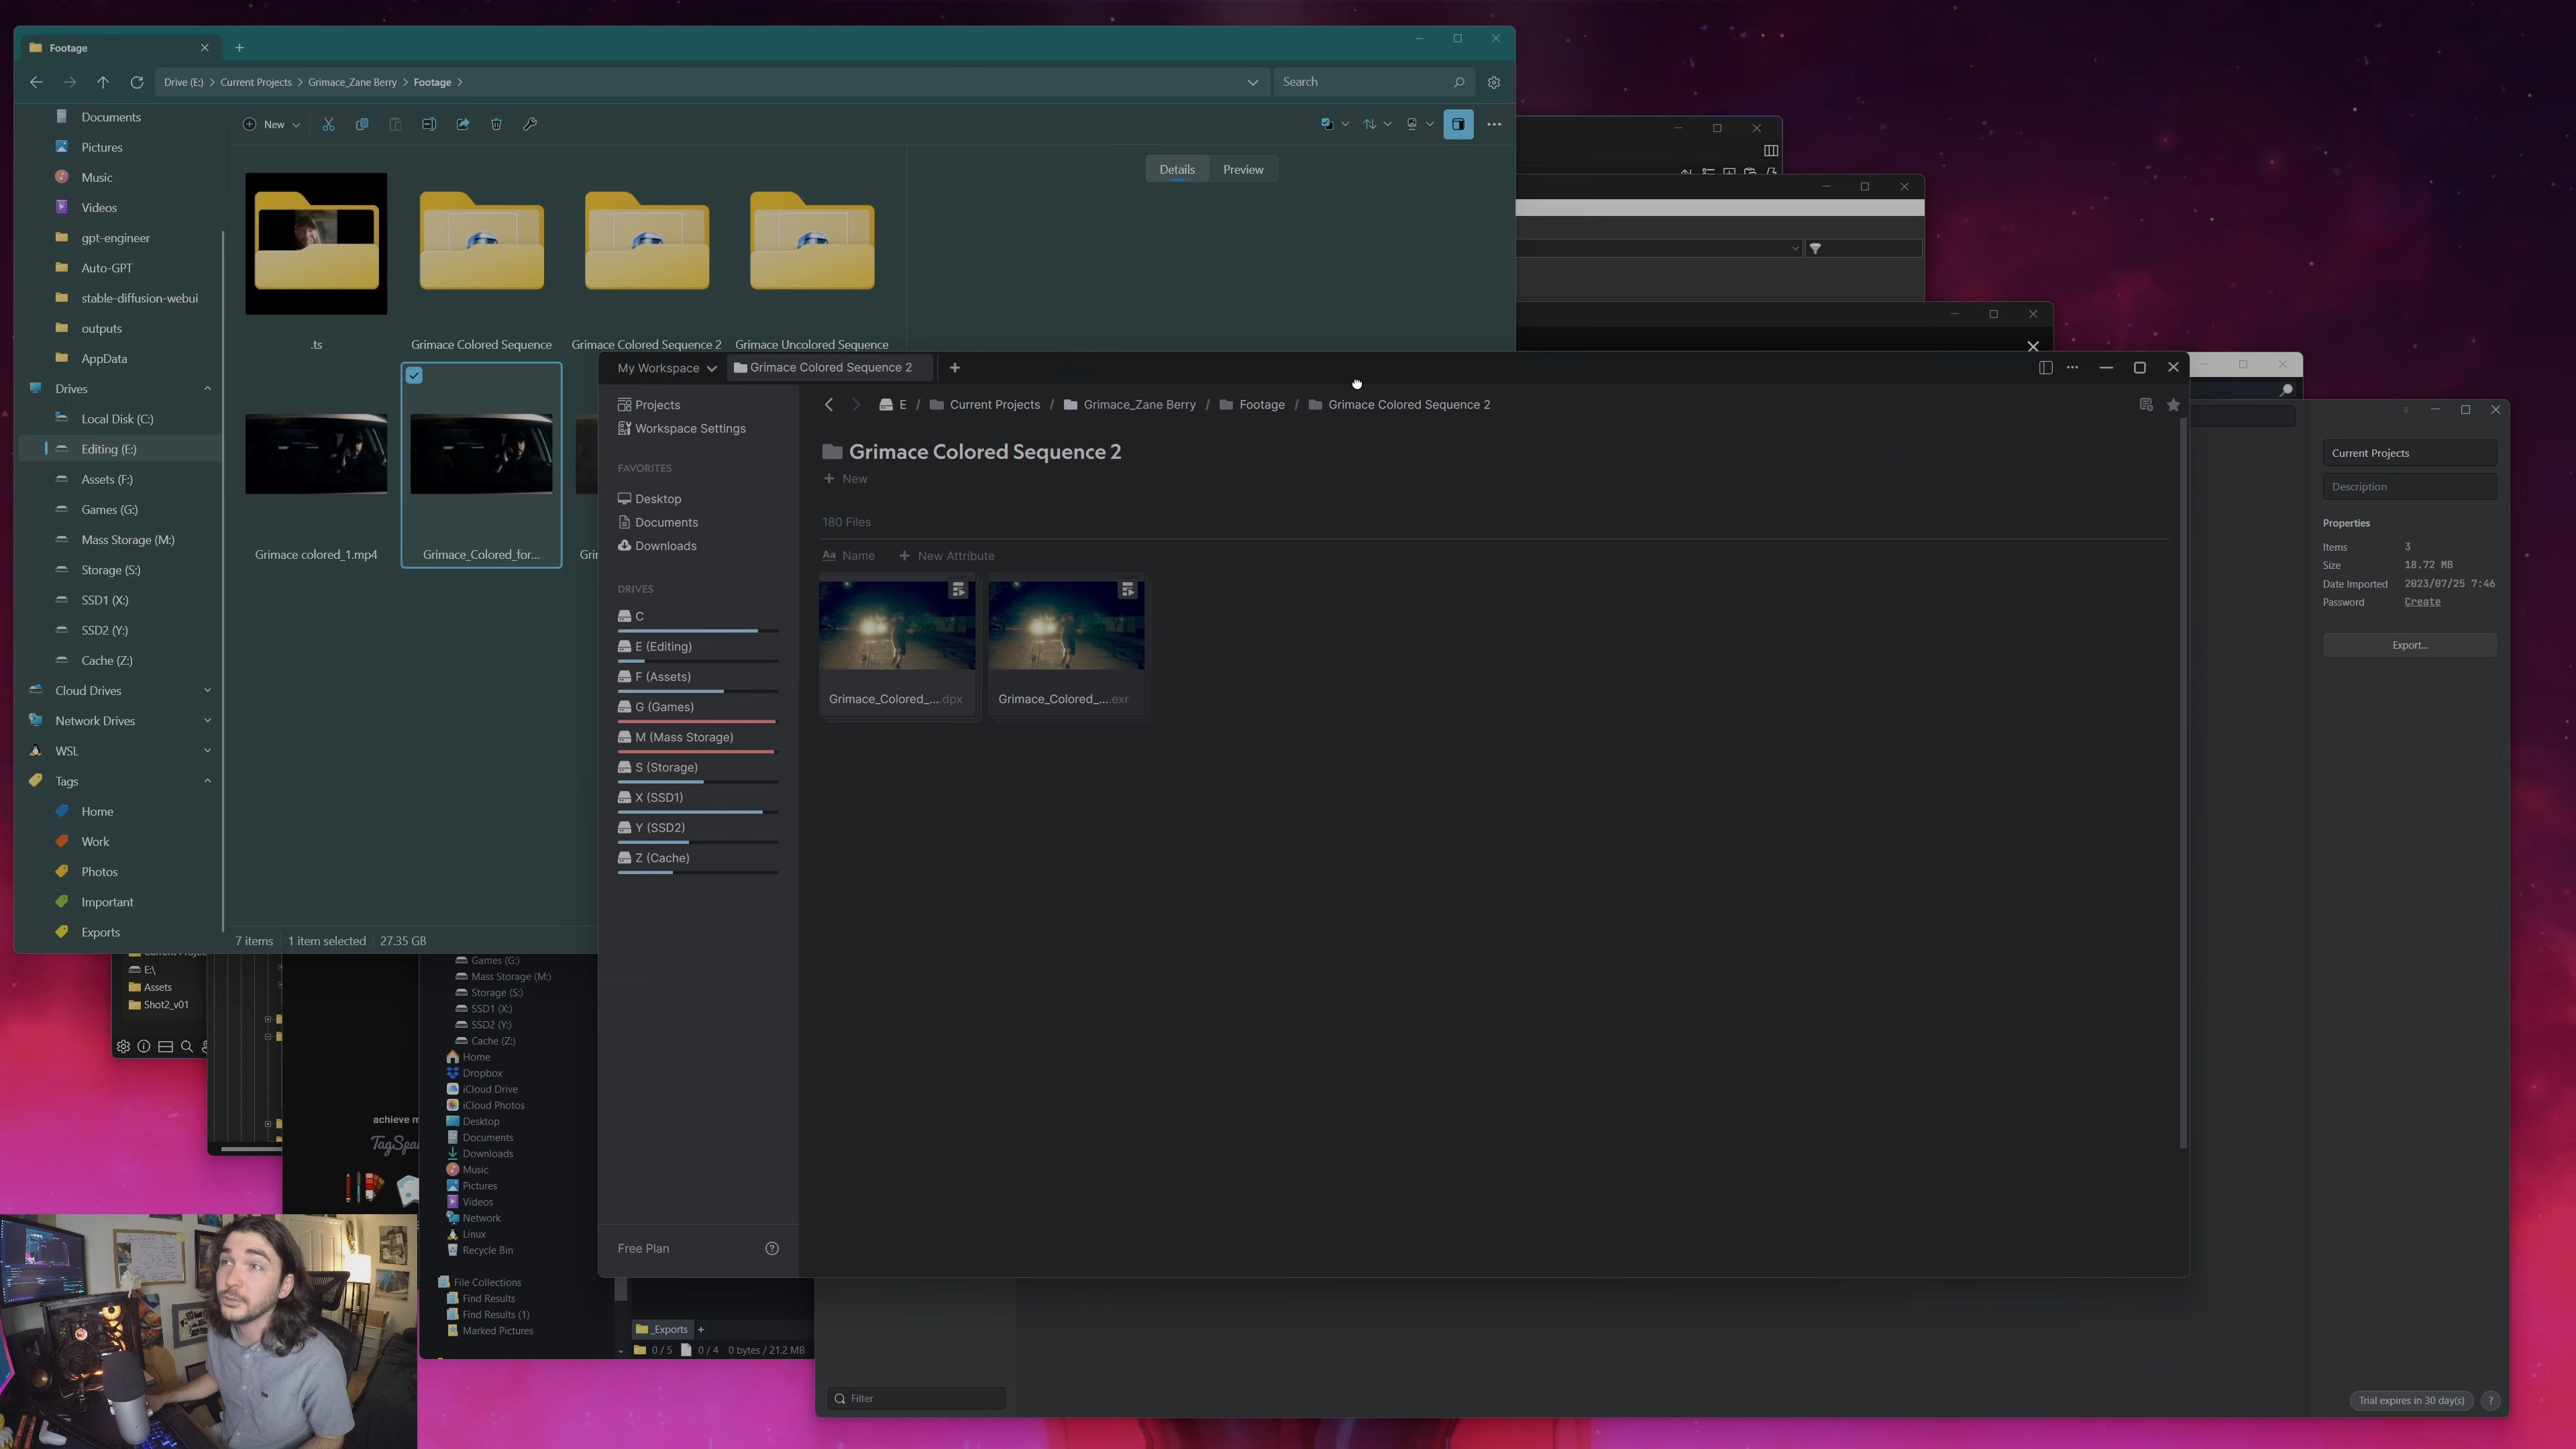 Footage
Drive (E:) > Current Projects > Grimace_Zane Berry > Footage >
Search
New
Details
Preview
Documents
Pictures
Music
Videos
gpt-engineer
Auto-GPT
stable-diffusion-webui
outputs
AppData
Drives
Local Disk (C:)
Editing (E:)
Assets (F:)
Games (G:)
Mass Storage (M:)
Storage (S:)
SSD1 (X:)
SSD2 (Y:)
Cache (Z:)
Cloud Drives
Network Drives
WSL
Tags
Home
Work
Photos
Important
Exports
.ts
Grimace Colored Sequence
Grimace Colored Sequence 2
Grimace Uncolored Sequence
Grimace colored_1.mp4
Grimace_Colored_for...
7 items
1 item selected
27.35 GB
My Workspace
Grimace Colored Sequence 2
Projects
Workspace Settings
FAVORITES
Desktop
Documents
Downloads
DRIVES
C
E (Editing)
F (Assets)
G (Games)
M (Mass Storage)
S (Storage)
X (SSD1)
Y (SSD2)
Z (Cache)
Free Plan
?
E / Current Projects / Grimace_Zane Berry / Footage / Grimace Colored Sequence 2
Grimace Colored Sequence 2
+ New
180 Files
Aa Name
+ New Attribute
Grimace_Colored_....dpx
Grimace_Colored_....exr
Current Projects
Description
Properties
Items 3
Size 18.72 MB
Date Imported 2023/07/25 7:46
Password Create
Export...
Trial expires in 30 day(s)
?
E:\
Assets
Shot2_v01
achieve m
TagSpa
Games (G:)
Mass Storage (M:)
Storage (S:)
SSD1 (X:)
SSD2 (Y:)
Cache (Z:)
Home
Dropbox
iCloud Drive
iCloud Photos
Desktop
Documents
Downloads
Music
Pictures
Videos
Network
Linux
Recycle Bin
File Collections
Find Results
Find Results (1)
Marked Pictures
_Exports +
0 / 5
0 / 4
0 bytes / 21.2 MB
Filter